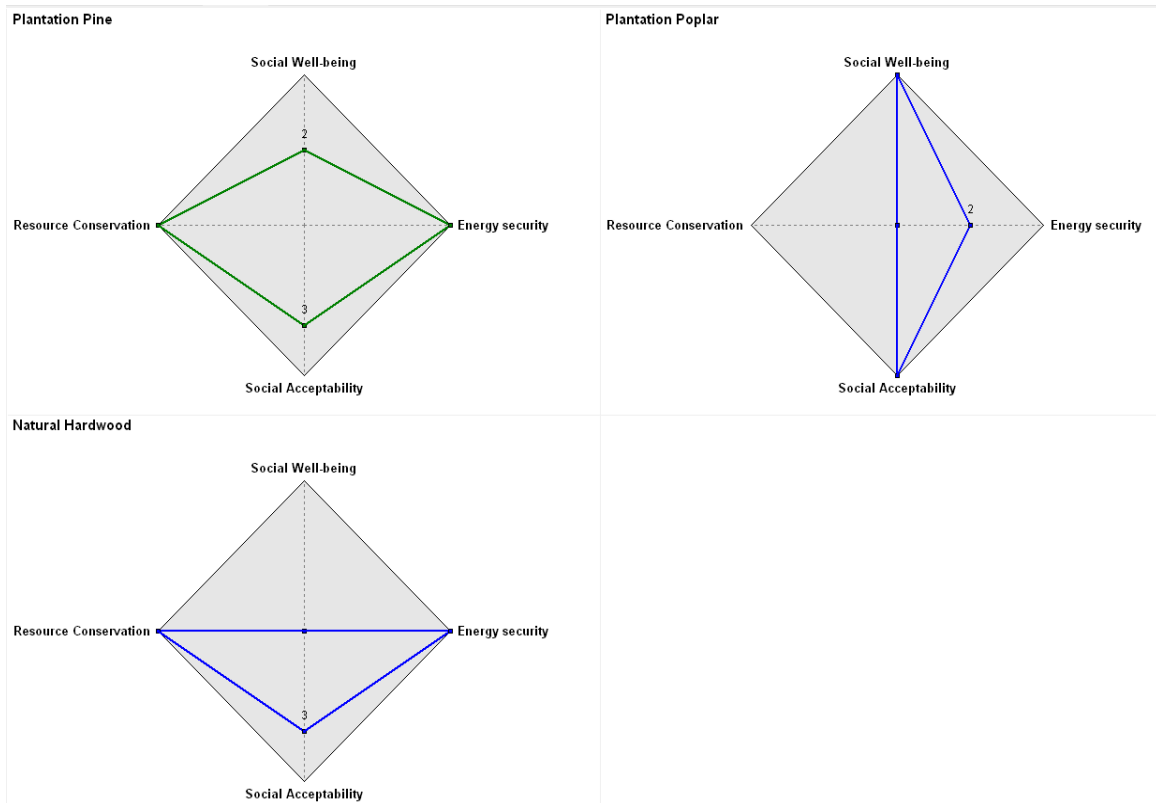 Plantation Pine
Social Well-being
2
Resource Conservation
Energy security
3
Social Acceptability
Plantation Poplar
Social Well-being
2
Resource Conservation
Energy security
Social Acceptability
Natural Hardwood
Social Well-being
Resource Conservation
Energy security
3
Social Acceptability